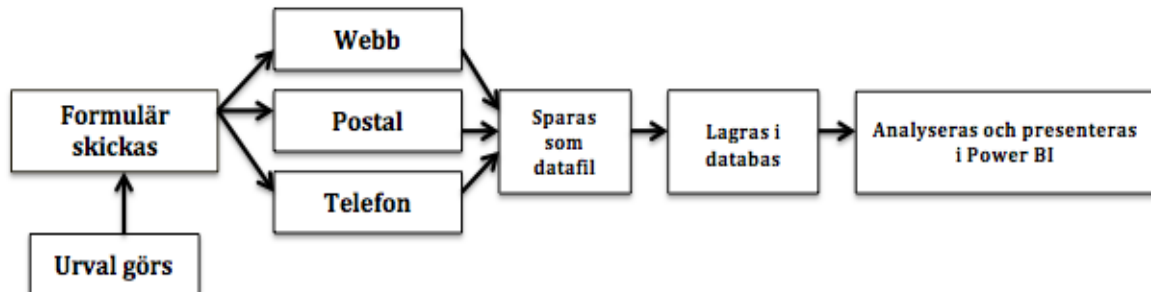 Urval görs
Formulär
skickas
Webb
Postal
Telefon
Sparas
som
datafil
Lagras i
databas
Analyseras och presenteras
i Power BI